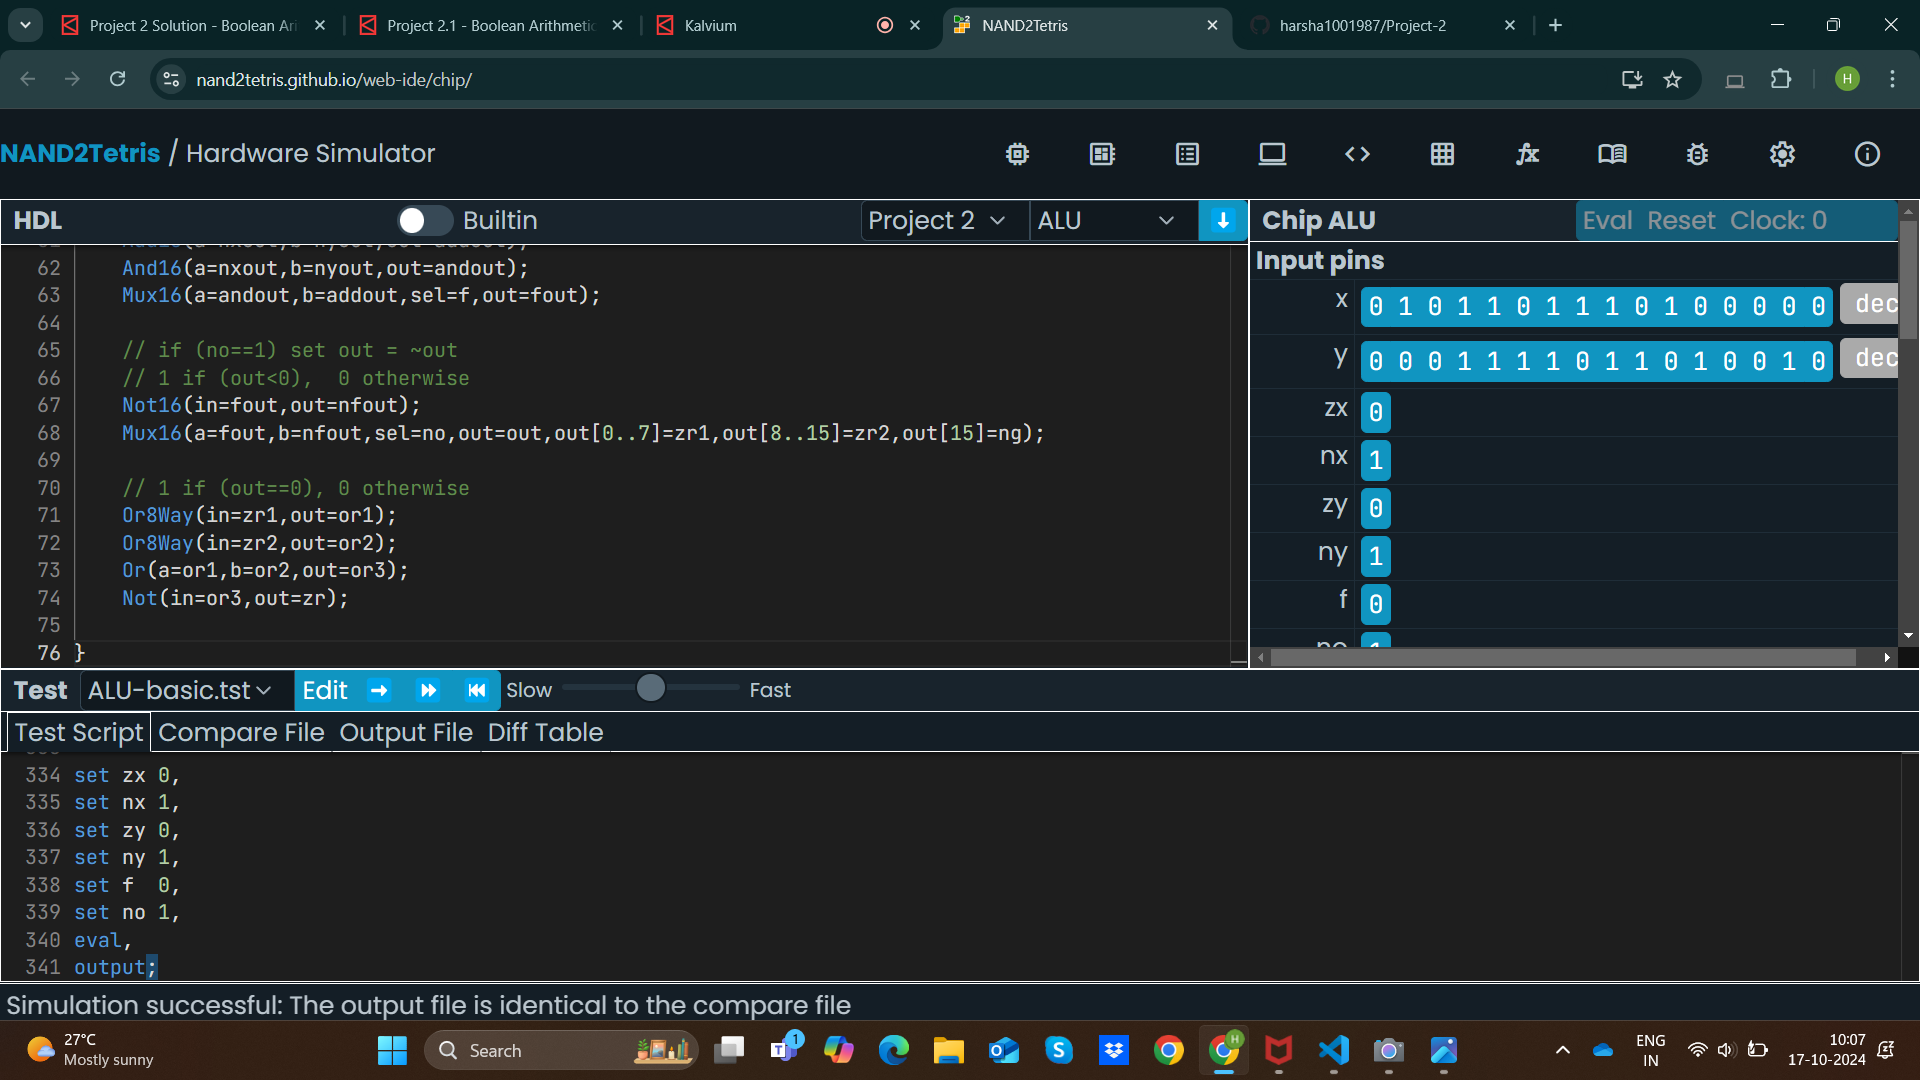 Project 2 Solution - Boolean Ari
Project 2.1 - Boolean Arithmetic
Kalvium
NAND2Tetris
harsha1001987/Project-2
nand2tetris.github.io/web-ide/chip/
H
NAND2Tetris / Hardware Simulator
HDL
Builtin
Project 2
ALU
62 And16(a=nxout,b=nyout,out=andout);
63 Mux16(a=andout,b=addout,sel=f,out=fout);
64
65 // if (no==1) set out = ~out
66 // 1 if (out<0), 0 otherwise
67 Not16(in=fout,out=nfout);
68 Mux16(a=fout,b=nfout,sel=no,out=out,out[0..7]=zr1,out[8..15]=zr2,out[15]=ng);
69
70 // 1 if (out==0), 0 otherwise
71 Or8Way(in=zr1,out=or1);
72 Or8Way(in=zr2,out=or2);
73 Or(a=or1,b=or2,out=or3);
74 Not(in=or3,out=zr);
75
76 }
Chip ALU
Eval Reset Clock: 0
Input pins
x 0 1 0 1 1 0 1 1 1 0 1 0 0 0 0 0 dec
y 0 0 0 1 1 1 1 0 1 1 0 1 0 0 1 0 dec
zx 0
nx 1
zy 0
ny 1
f 0
no 1
Test ALU-basic.tst Edit Slow Fast
Test Script Compare File Output File Diff Table
334 set zx 0,
335 set nx 1,
336 set zy 0,
337 set ny 1,
338 set f 0,
339 set no 1,
340 eval,
341 output;
Simulation successful: The output file is identical to the compare file
27°C
Mostly sunny
Search
1
H
ENG
IN
10:07
17-10-2024